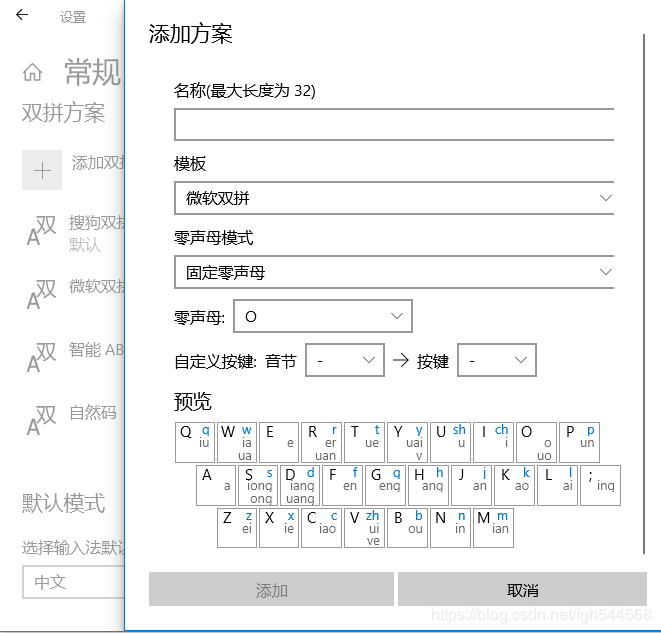 设置
常规
双拼方案
添加双拼
搜狗双拼
默认
微软双拼
智能 AB
自然码
默认模式
选择输入法默认
中文
添加方案
名称(最大长度为 32)
模板
微软双拼
零声母模式
固定零声母
零声母: O
自定义按键: 音节 - → 按键 -
预览
Q q iu W w ia ua E e R r er uan T t ue Y y uai v U sh u I ch i O o uo P p un
A a S s iong ong D d iang uang F f en G g eng H h ang J j an K k ao L l ai ; ing
Z z ei X x ie C c iao V zh ui ve B b ou N n in M m ian
添加 取消
https://blog.csdn.net/fgh544568